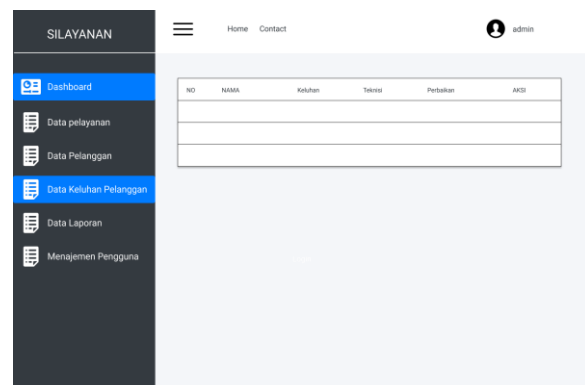 SILAYANAN
Home Contact
admin
Dashboard
Data pelayanan
Data Pelanggan
Data Keluhan Pelanggan
Data Laporan
Menajemen Pengguna
NO NAMA Keluhan Teknisi Perbaikan AKSI